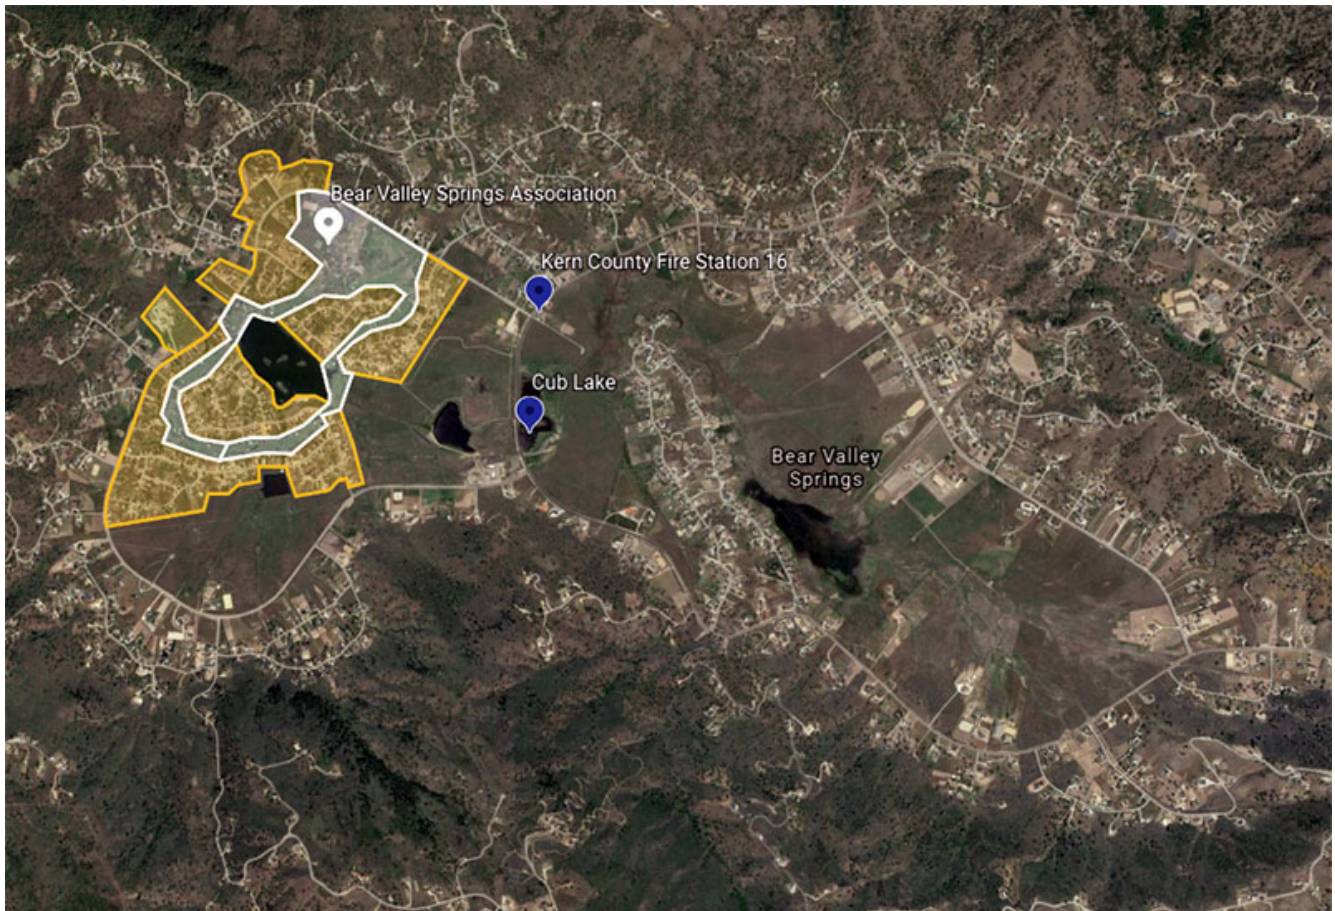 Bear Valley Springs Association
Kern County Fire Station 16
Cub Lake
Bear Valley
Springs